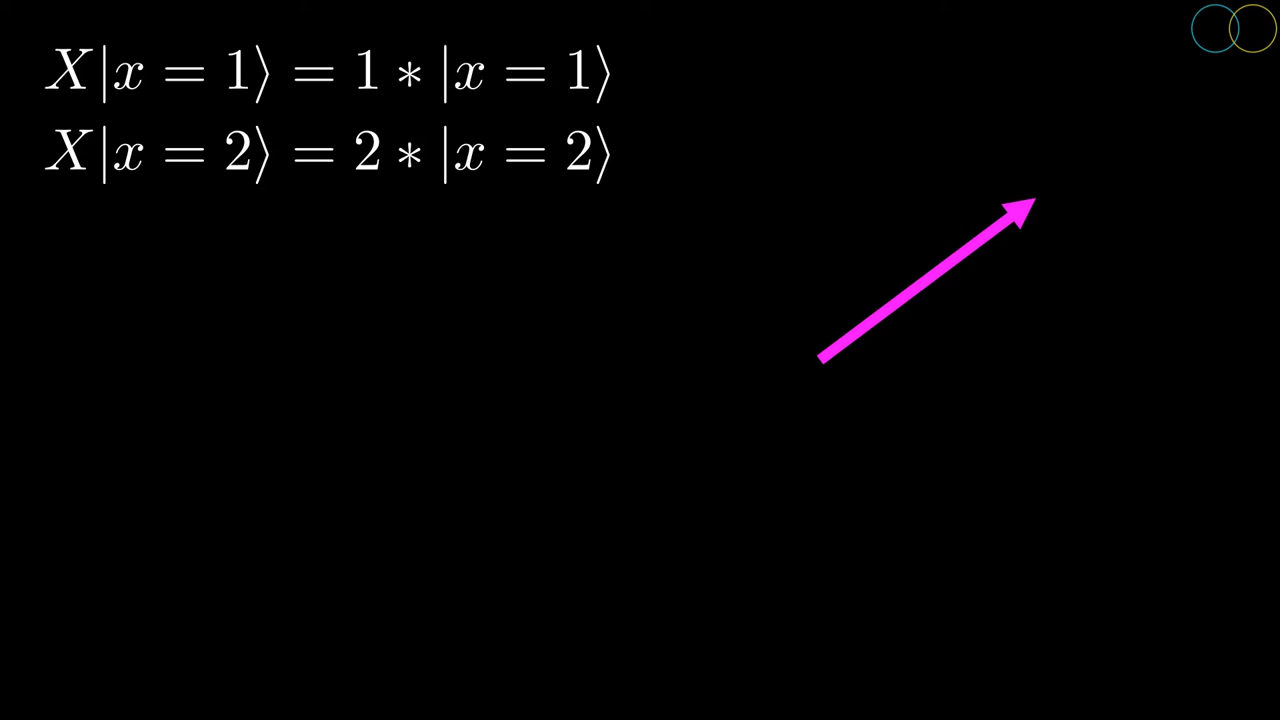 X|x = 1⟩ = 1 ∗ |x = 1⟩
X|x = 2⟩ = 2 ∗ |x = 2⟩